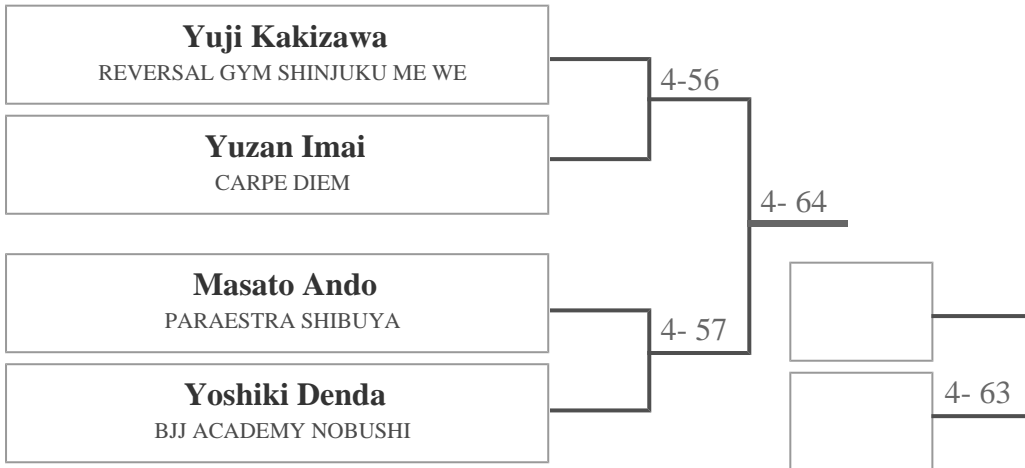 Yuji Kakizawa
REVERSAL GYM SHINJUKU ME WE
4-56
Yuzan Imai
CARPE DIEM
4- 64
Masato Ando
PARAESTRA SHIBUYA
4- 57
Yoshiki Denda
BJJ ACADEMY NOBUSHI
4- 63